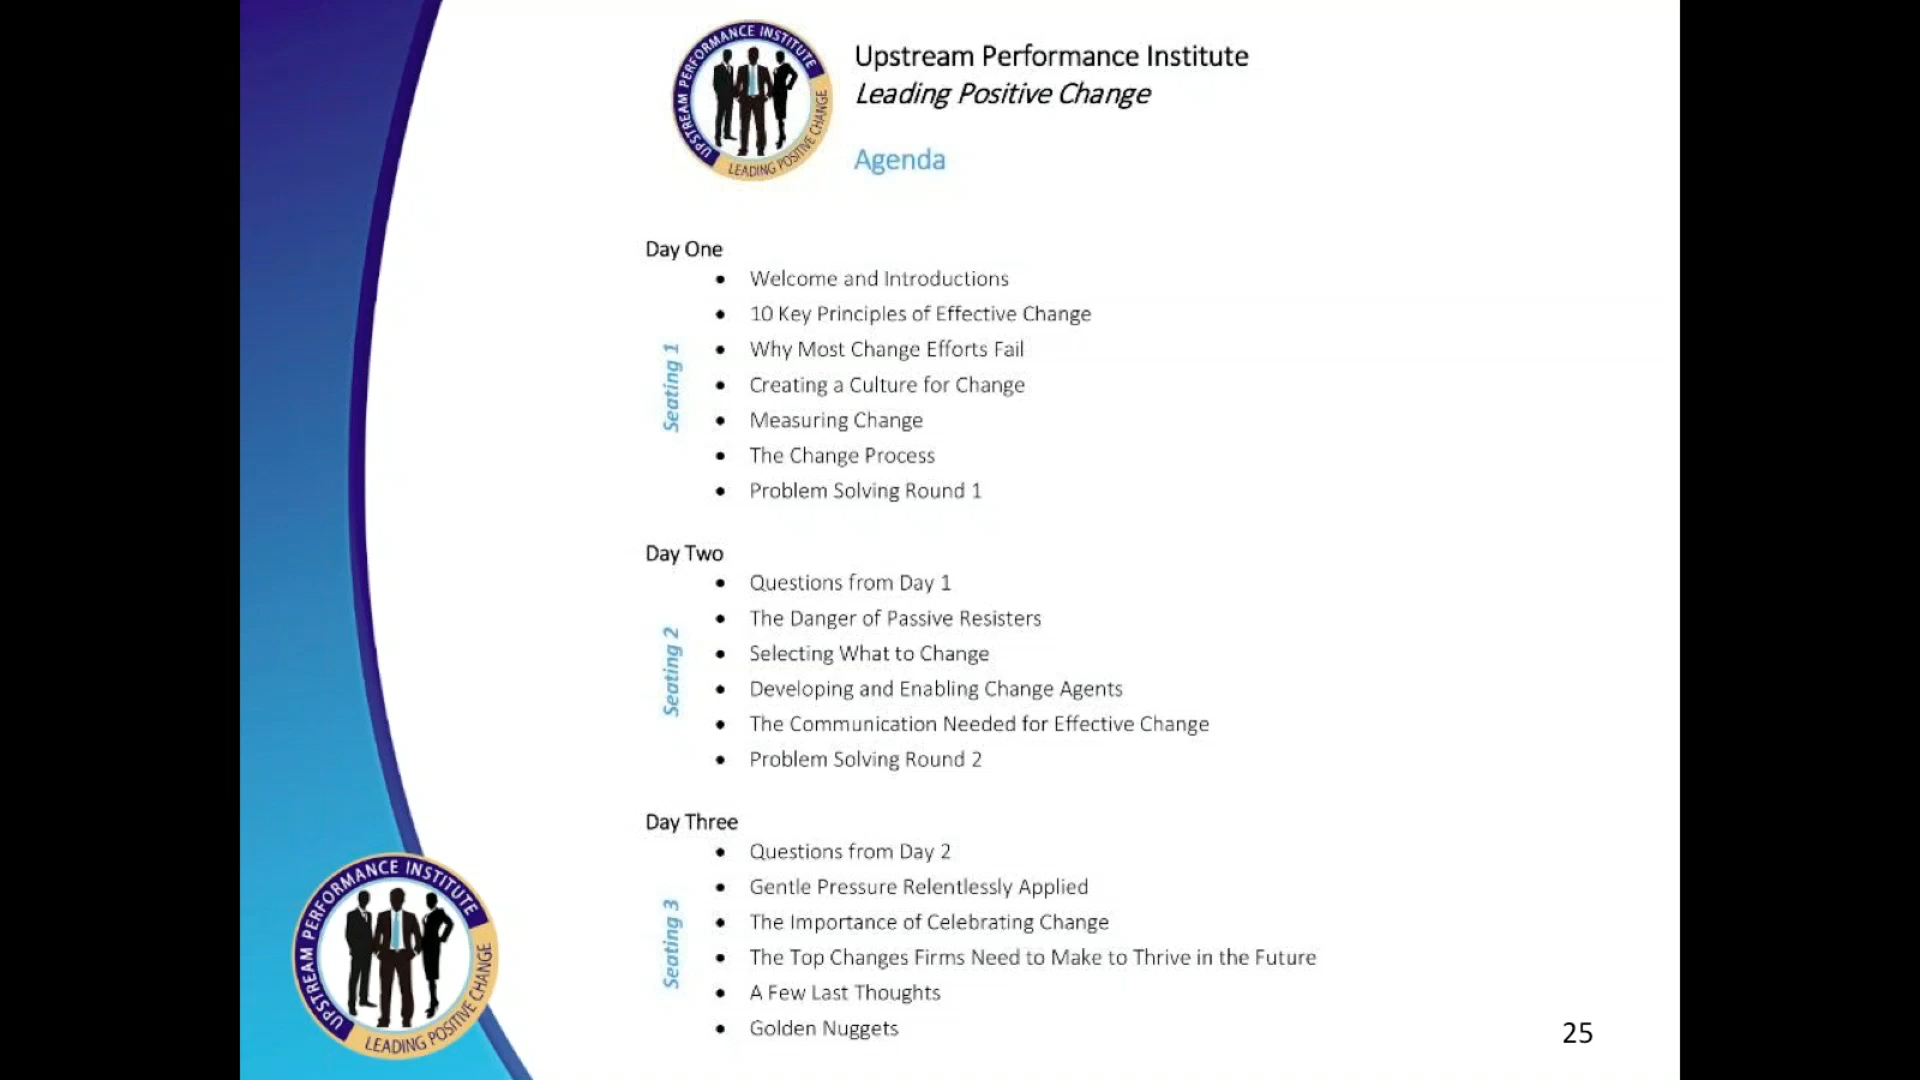 UPSTREAM PERFORMANCE INSTITUTE
LEADING POSITIVE CHANGE
Upstream Performance Institute
Leading Positive Change
Agenda
Day One
Seating 1
• Welcome and Introductions
• 10 Key Principles of Effective Change
• Why Most Change Efforts Fail
• Creating a Culture for Change
• Measuring Change
• The Change Process
• Problem Solving Round 1
Day Two
Seating 2
• Questions from Day 1
• The Danger of Passive Resisters
• Selecting What to Change
• Developing and Enabling Change Agents
• The Communication Needed for Effective Change
• Problem Solving Round 2
Day Three
Seating 3
• Questions from Day 2
• Gentle Pressure Relentlessly Applied
• The Importance of Celebrating Change
• The Top Changes Firms Need to Make to Thrive in the Future
• A Few Last Thoughts
• Golden Nuggets
UPSTREAM PERFORMANCE INSTITUTE
LEADING POSITIVE CHANGE
25